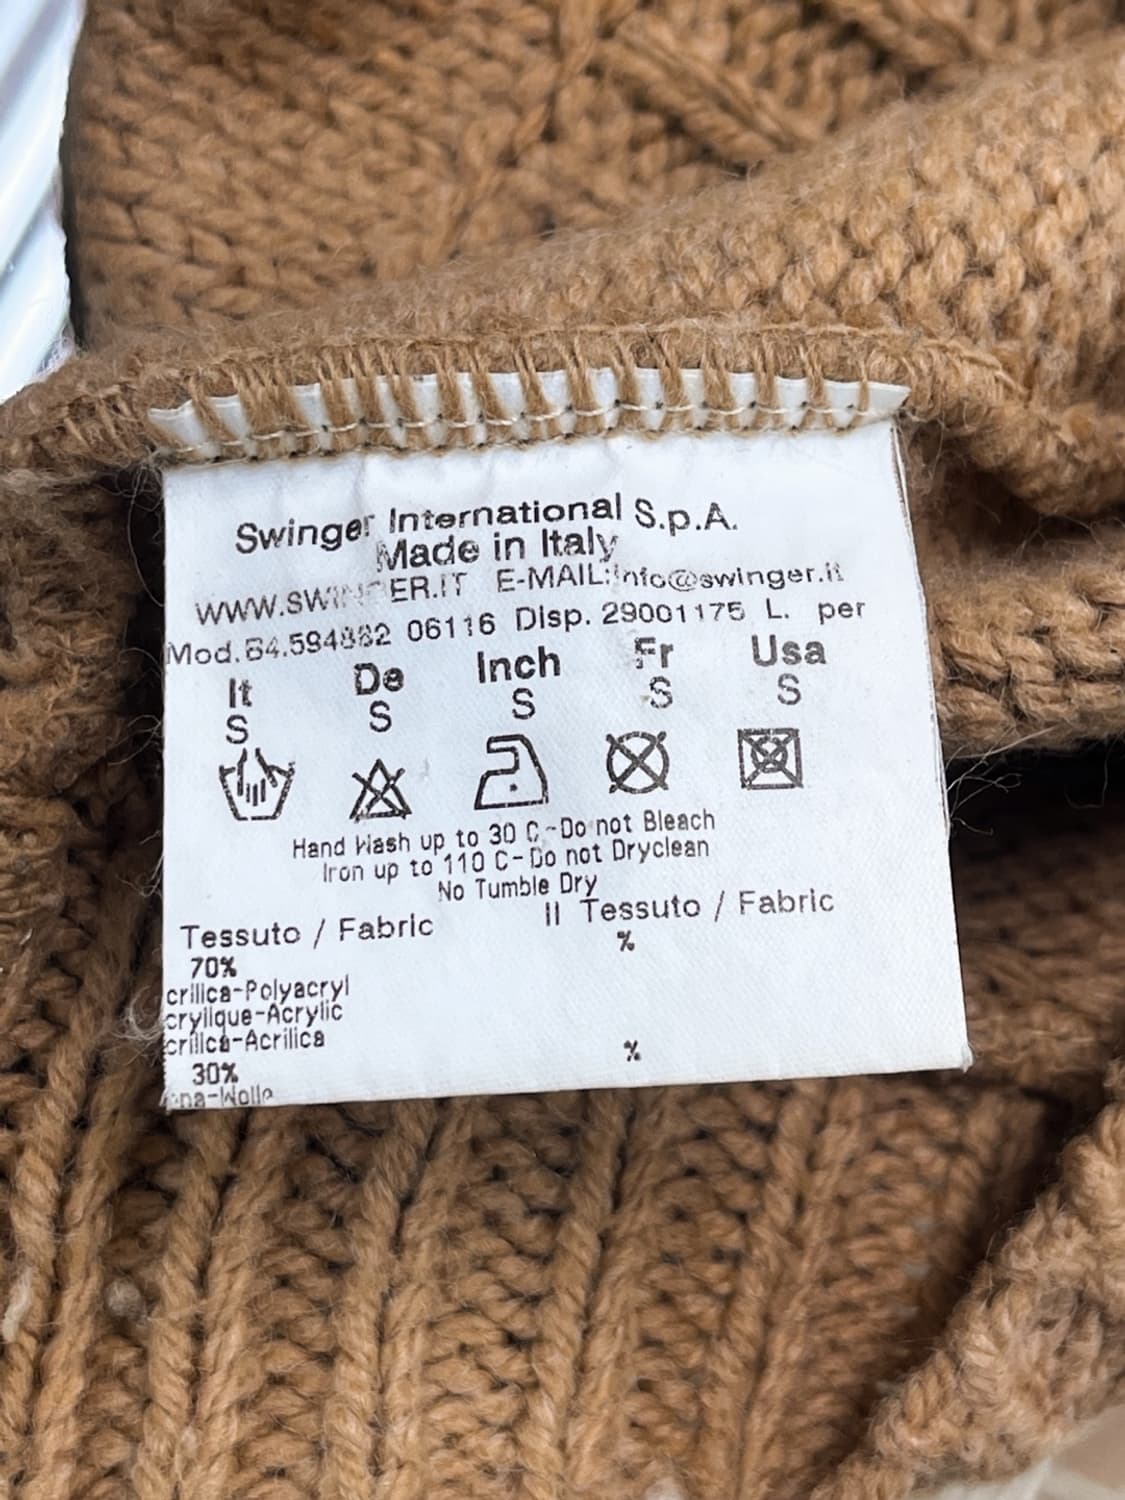 Swinger International S.p.A.
Made in Italy
WWW.SWINGER.IT E-MAIL:info@swinger.it
Mod. 06116 Disp. 29001175 L. per
It De Inch Fr Usa
S S S S S
Hand Wash up to 30 C-Do not Bleach
Iron up to 110 C-Do not Dryclean
No Tumble Dry
Tessuto / Fabric II Tessuto / Fabric
70% %
crilica-Polyacryl
crylique-Acrylic
crilica-Acrilica
30% %
na-Wolle